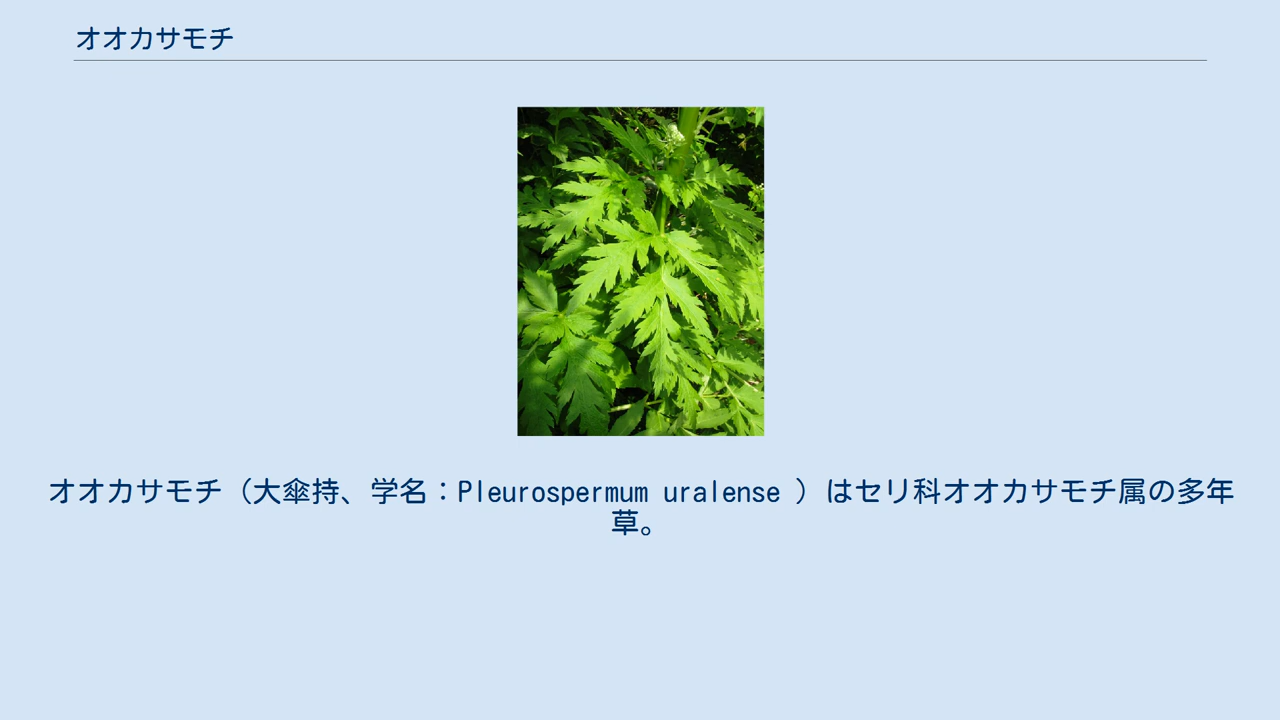 オオカサモチ
オオカサモチ（大傘持、学名：Pleurospermum uralense ）はセリ科オオカサモチ属の多年
草。